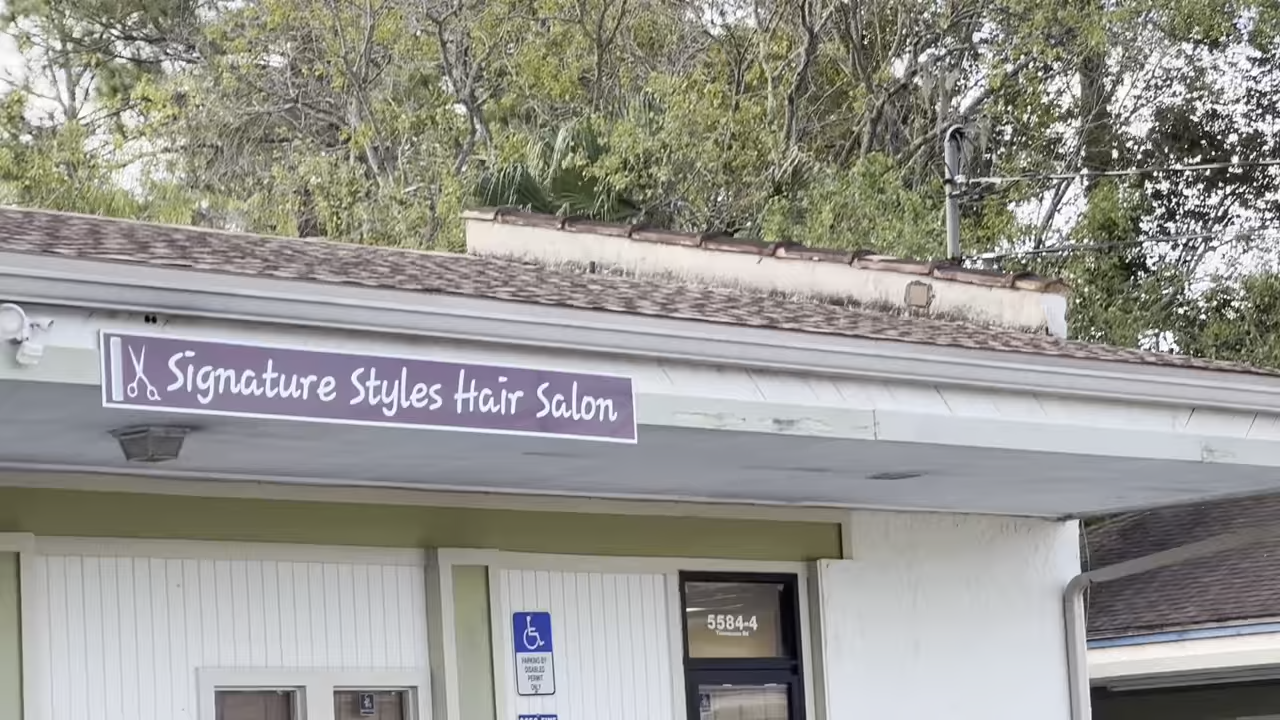 Signature Styles Hair Salon
5584-4
PARKING BY
DISABLED
PERMIT
ONLY